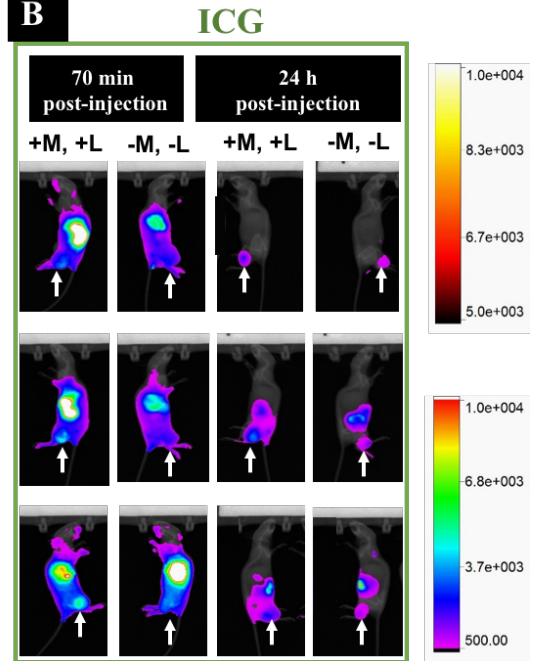 B
ICG
70 min
post-injection
24 h
post-injection
+M, +L
-M, -L
+M, +L
-M, -L
1.0e+004
8.3e+003
6.7e+003
5.0e+003
1.0e+004
6.8e+003
3.7e+003
500.00